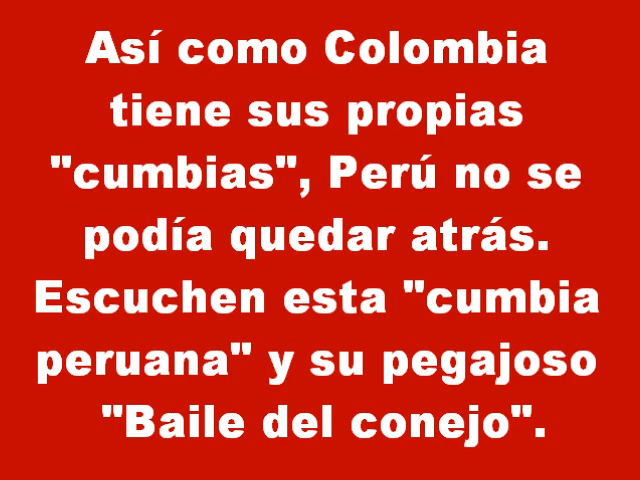 Así como Colombia
tiene sus propias
"cumbias", Perú no se
podía quedar atrás.
Escuchen esta "cumbia
peruana" y su pegajoso
"Baile del conejo".